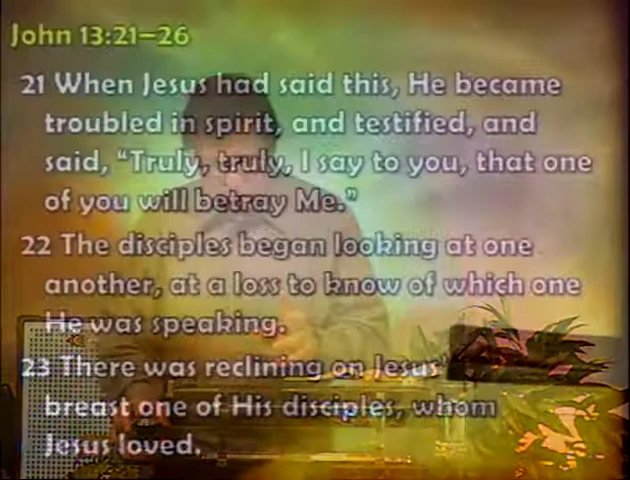 John 13:21–26
21 When Jesus had said this, He became
troubled in spirit, and testified, and
said, “Truly, truly, I say to you, that one
of you will betray Me.”
22 The disciples began looking at one
another, at a loss to know of which one
He was speaking.
23 There was reclining on Jesus'
breast one of His disciples, whom
Jesus loved.